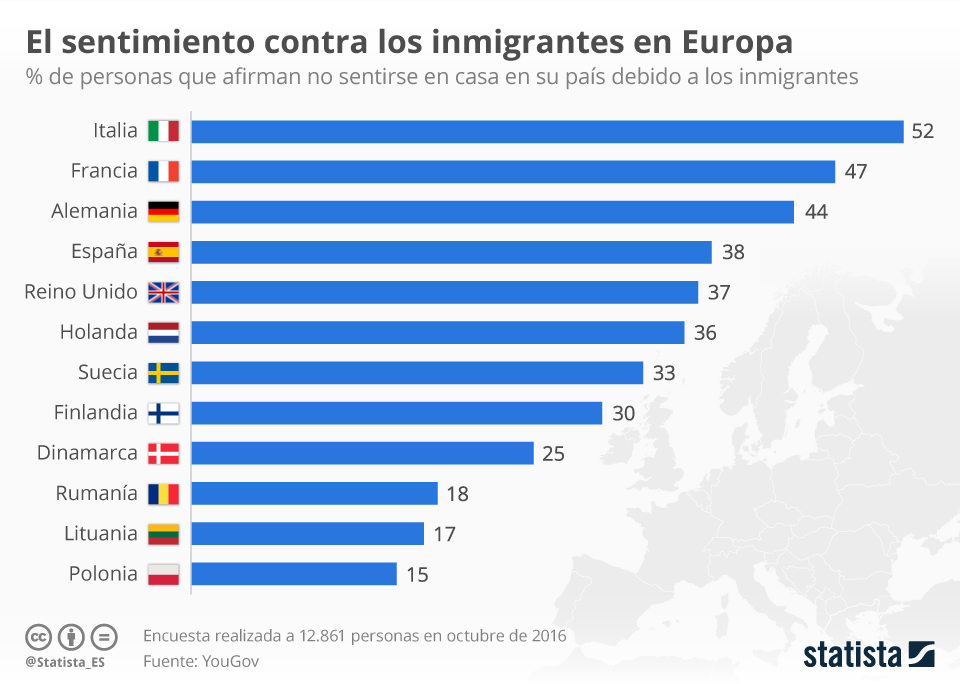 El sentimiento contra los inmigrantes en Europa
% de personas que afirman no sentirse en casa en su país debido a los inmigrantes
Italia 52
Francia 47
Alemania 44
España 38
Reino Unido 37
Holanda 36
Suecia 33
Finlandia 30
Dinamarca 25
Rumanía 18
Lituania 17
Polonia 15
cc
@Statista_ES
Encuesta realizada a 12.861 personas en octubre de 2016
Fuente: YouGov
statista